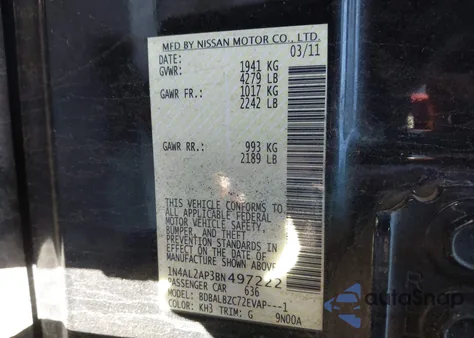 MFD BY NISSAN MOTOR CO., LTD.
DATE: 03/11
GVWR: 1941 KG
4279 LB
GAWR FR.: 1017 KG
2242 LB
GAWR RR.: 993 KG
2189 LB
THIS VEHICLE CONFORMS TO
ALL APPLICABLE FEDERAL
MOTOR VEHICLE SAFETY,
BUMPER, AND THEFT
PREVENTION STANDARDS IN
EFFECT ON THE DATE OF
MANUFACTURE SHOWN ABOVE.
1N4AL2AP3BN497222
PASSENGER CAR 636
MODEL: BDBALBZC72EVAP---1
COLOR: KH3 TRIM: G 9N00A
autoSnap